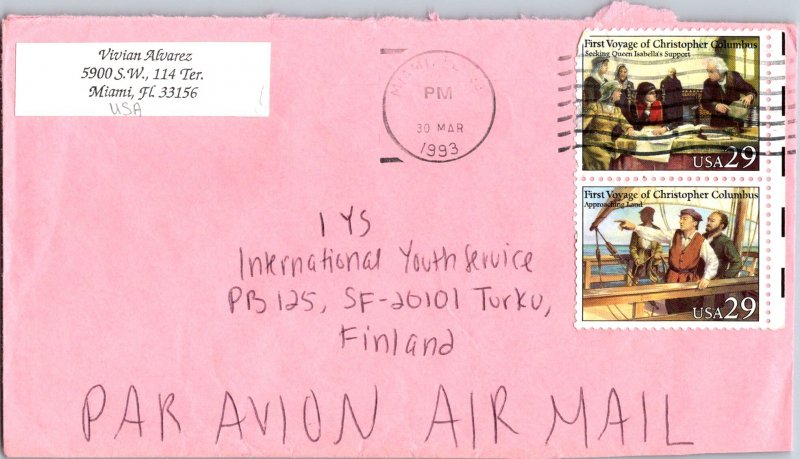 Vivian Alvarez
5900 S.W., 114 Ter.
Miami, Fl. 33156
USA
MIAMI,
PM
30 MAR
1993
First Voyage of Christopher Columbus
Seeking Queen Isabella's Support
USA 29
First Voyage of Christopher Columbus
Approaching Land
USA 29
I YS
International Youth Service
PB 125, SF-20101 Turku,
Finland
PAR AVION AIR MAIL